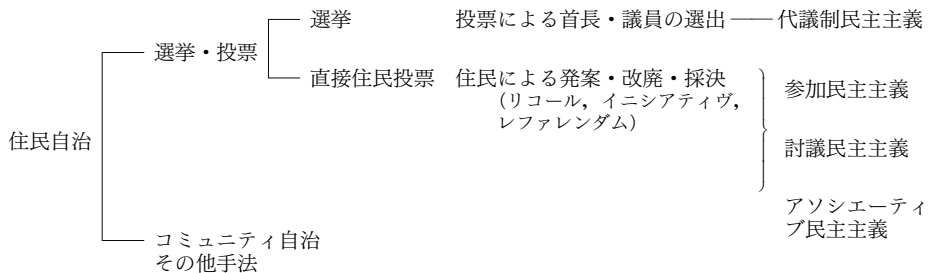 選挙 投票による首長・議員の選出 ── 代議制民主主義
選挙・投票
直接住民投票 住民による発案・改廃・採決
(リコール,イニシアティヴ,
レファレンダム)
参加民主主義
住民自治
討議民主主義
アソシエーティ
ブ民主主義
コミュニティ自治
その他手法